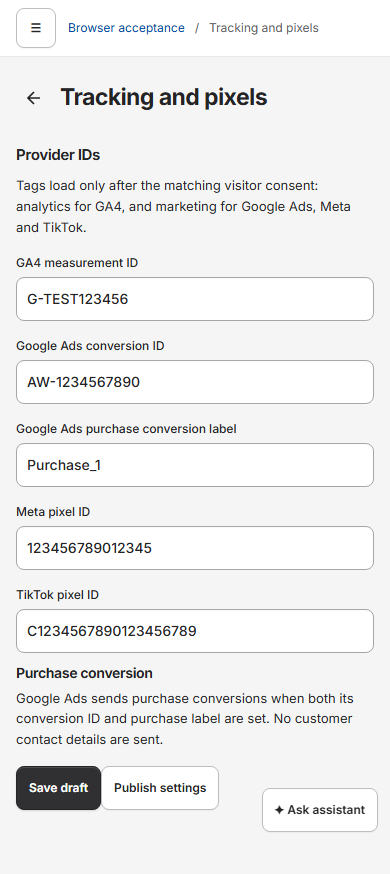 Browser acceptance / Tracking and pixels
Tracking and pixels
Provider IDs
Tags load only after the matching visitor consent:
analytics for GA4, and marketing for Google Ads, Meta
and TikTok.
GA4 measurement ID
G-TEST123456
Google Ads conversion ID
AW-1234567890
Google Ads purchase conversion label
Purchase_1
Meta pixel ID
123456789012345
TikTok pixel ID
C1234567890123456789
Purchase conversion
Google Ads sends purchase conversions when both its
conversion ID and purchase label are set. No customer
contact details are sent.
Save draft Publish settings
Ask assistant